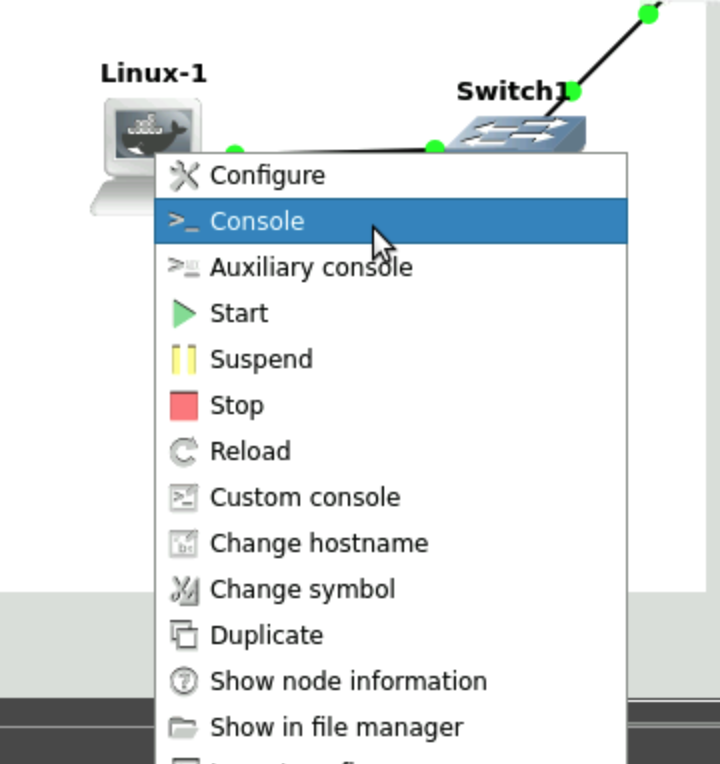 Linux-1
Switch1
Configure
Console
Auxiliary console
Start
Suspend
Stop
Reload
Custom console
Change hostname
Change symbol
Duplicate
Show node information
Show in file manager